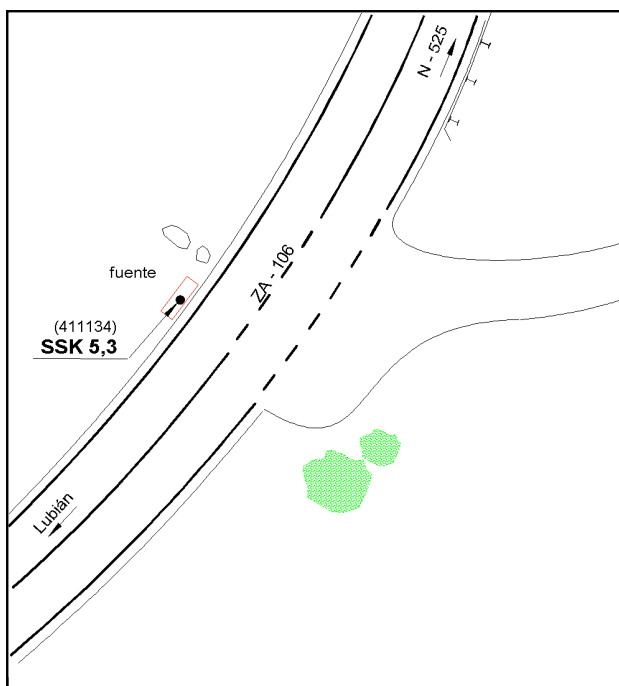 N - 525
ZA - 106
fuente
(411134)
SSK 5,3
Lubián